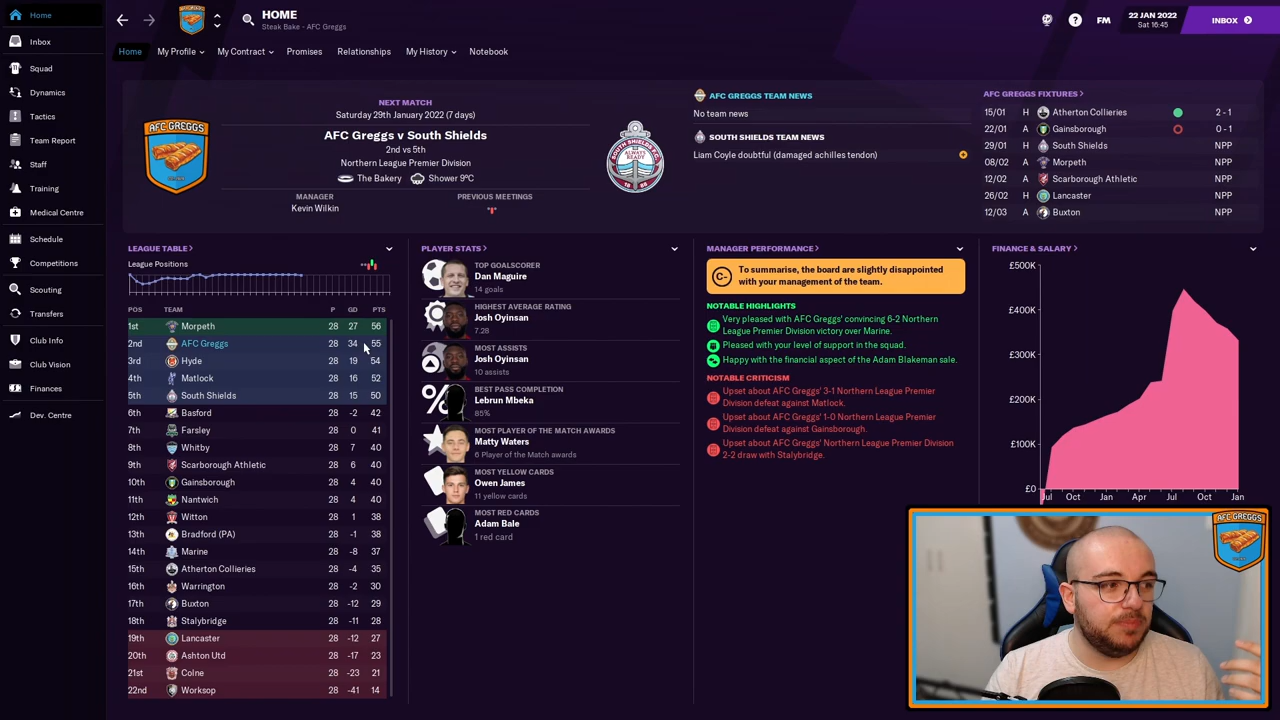 Home
HOME
Steak Bake - AFC Greggs
FM
22 JAN 2022
Sat 16:45
INBOX
Home
My Profile
My Contract
Promises
Relationships
My History
Notebook
Inbox
Squad
Dynamics
Tactics
Team Report
Staff
Training
Medical Centre
Schedule
Competitions
Scouting
Transfers
Club Info
Club Vision
Finances
Dev. Centre
AFC GREGGS
NEXT MATCH
Saturday 29th January 2022 (7 days)
AFC Greggs v South Shields
2nd vs 5th
Northern League Premier Division
The Bakery Shower 9°C
MANAGER
Kevin Wilkin
PREVIOUS MEETINGS
ALWAYS
READY
AFC GREGGS TEAM NEWS
No team news
SOUTH SHIELDS TEAM NEWS
Liam Coyle doubtful (damaged achilles tendon)
AFC GREGGS FIXTURES
15/01 H Atherton Collieries 2 - 1
22/01 A Gainsborough 0 - 1
29/01 H South Shields NPP
08/02 A Morpeth NPP
12/02 A Scarborough Athletic NPP
26/02 H Lancaster NPP
12/03 A Buxton NPP
LEAGUE TABLE
League Positions
POS TEAM P GD PTS
1st Morpeth 28 27 56
2nd AFC Greggs 28 34 55
3rd Hyde 28 19 54
4th Matlock 28 16 52
5th South Shields 28 15 50
6th Basford 28 -2 42
7th Farsley 28 0 41
8th Whitby 28 7 40
9th Scarborough Athletic 28 6 40
10th Gainsborough 28 4 40
11th Nantwich 28 4 40
12th Witton 28 1 38
13th Bradford (PA) 28 -1 38
14th Marine 28 -8 37
15th Atherton Collieries 28 -4 35
16th Warrington 28 -2 30
17th Buxton 28 -12 29
18th Stalybridge 28 -11 28
19th Lancaster 28 -12 27
20th Ashton Utd 28 -17 23
21st Colne 28 -23 21
22nd Worksop 28 -41 14
PLAYER STATS
TOP GOALSCORER
Dan Maguire
14 goals
HIGHEST AVERAGE RATING
Josh Oyinsan
7.28
MOST ASSISTS
Josh Oyinsan
10 assists
BEST PASS COMPLETION
Lebrun Mbeka
85%
MOST PLAYER OF THE MATCH AWARDS
Matty Waters
6 Player of the Match awards
MOST YELLOW CARDS
Owen James
11 yellow cards
MOST RED CARDS
Adam Bale
1 red card
MANAGER PERFORMANCE
C-
To summarise, the board are slightly disappointed
with your management of the team.
NOTABLE HIGHLIGHTS
Very pleased with AFC Greggs' convincing 6-2 Northern
League Premier Division victory over Marine.
Pleased with your level of support in the squad.
Happy with the financial aspect of the Adam Blakeman sale.
NOTABLE CRITICISM
Upset about AFC Greggs' 3-1 Northern League Premier
Division defeat against Matlock.
Upset about AFC Greggs' 1-0 Northern League Premier
Division defeat against Gainsborough.
Upset about AFC Greggs' Northern League Premier Division
2-2 draw with Stalybridge.
FINANCE & SALARY
£500K
£400K
£300K
£200K
£100K
£0
Jul Oct Jan Apr Jul Oct Jan
AFC GREGGS